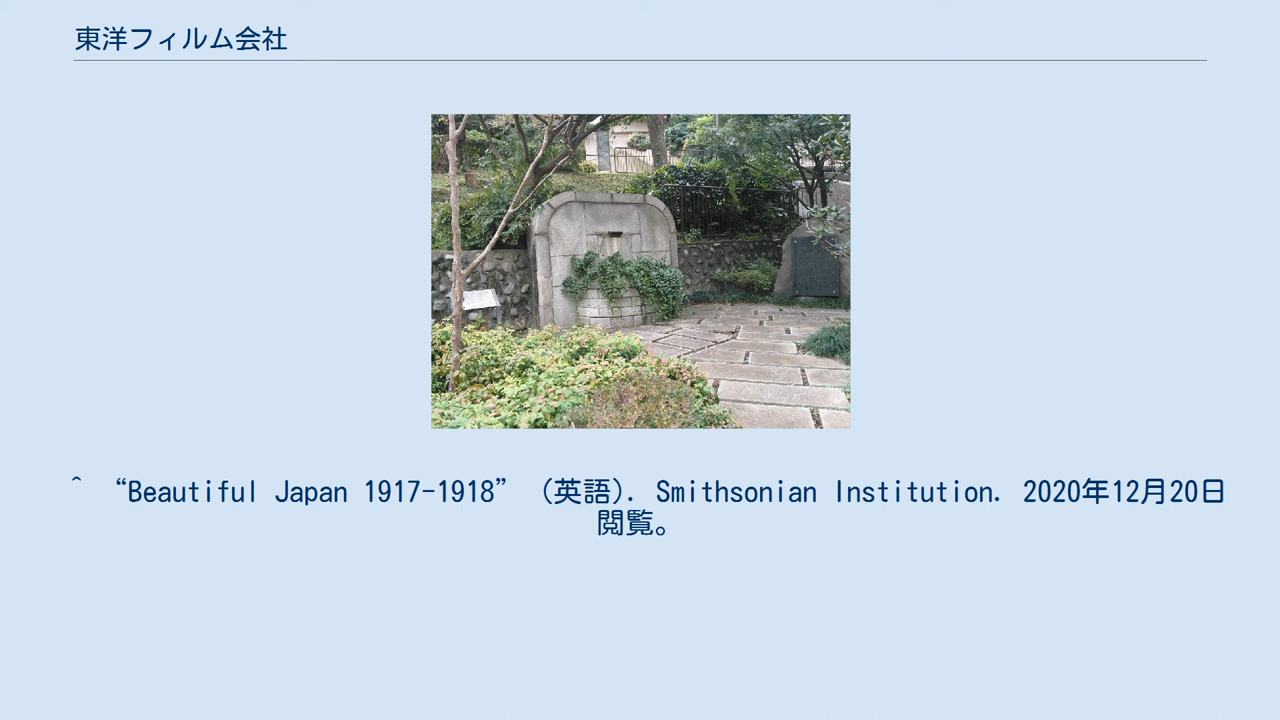 東洋フィルム会社
^ “Beautiful Japan 1917-1918” (英語). Smithsonian Institution. 2020年12月20日
閲覧。